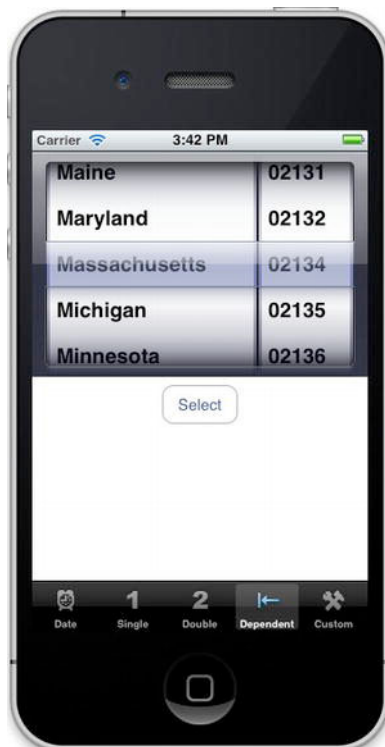 Carrier 3:42 PM
Maine 02131
Maryland 02132
Massachusetts 02134
Michigan 02135
Minnesota 02136
Select
1 2
Date Single Double Dependent Custom